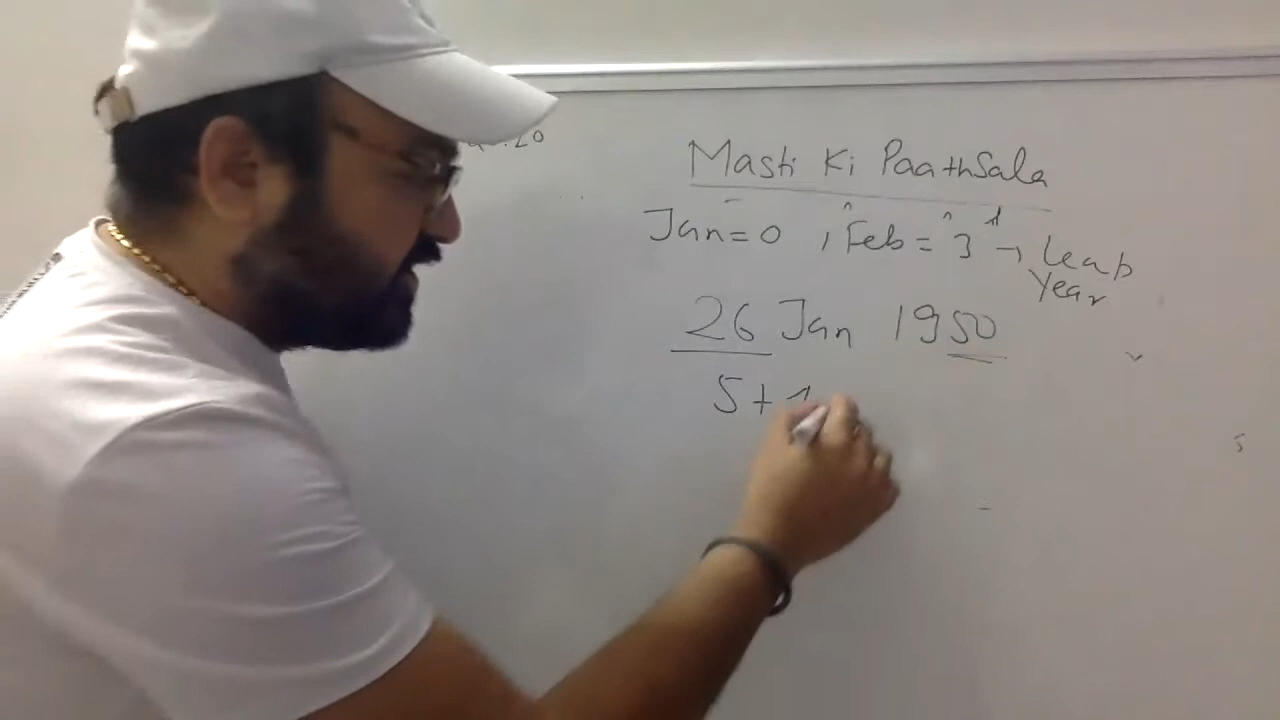 Masti Ki PaathSala
Jan = 0 , Feb = 3 → Leap
Year
26 Jan 1950
5 + 1